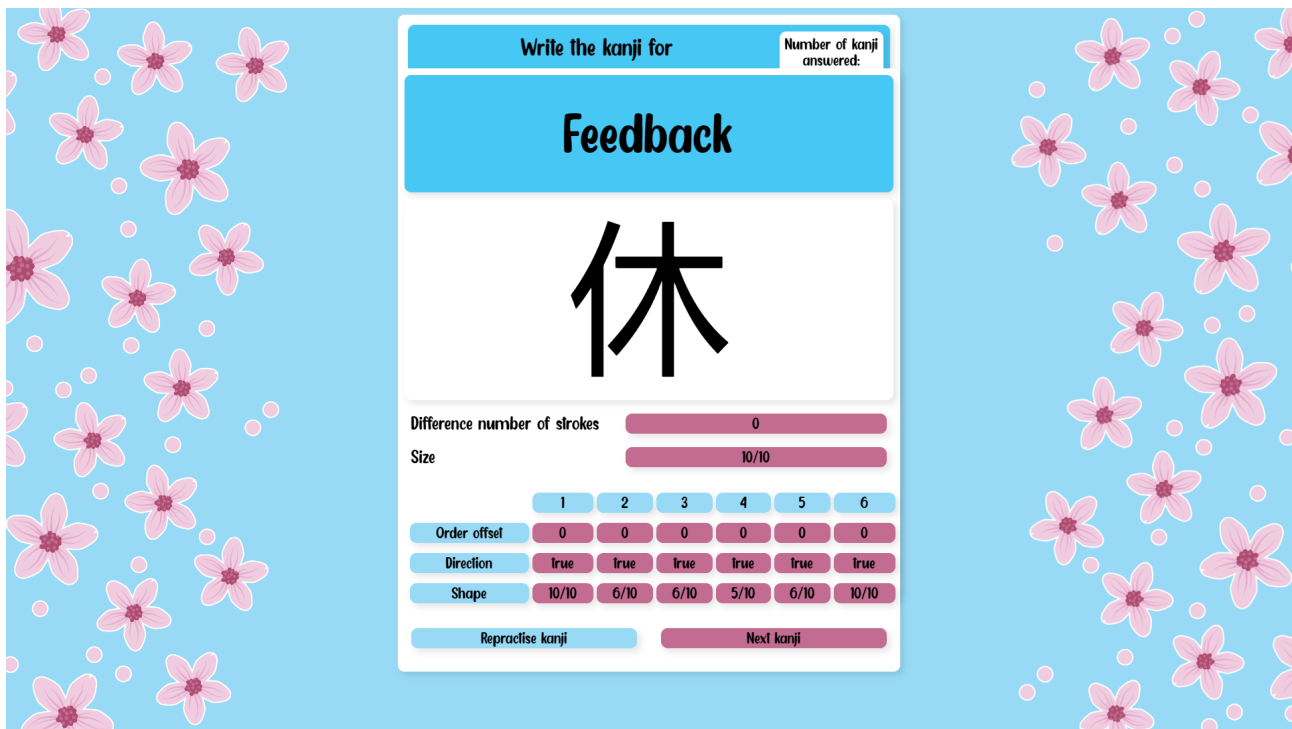 Write the kanji for
Number of kanji
answered:
Feedback
休
Difference number of strokes 0
Size 10/10
1 2 3 4 5 6
Order offset 0 0 0 0 0 0
Direction true true true true true true
Shape 10/10 6/10 6/10 5/10 6/10 10/10
Repractise kanji Next kanji